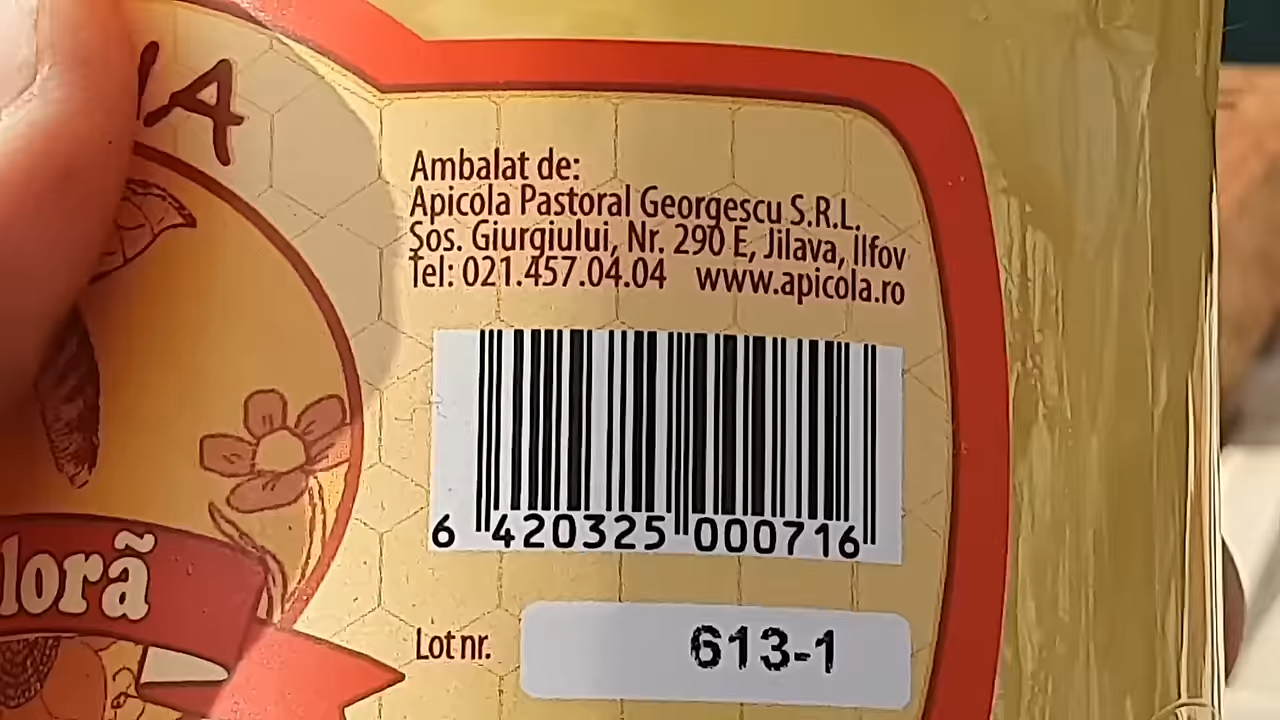 Ambalat de:
Apicola Pastoral Georgescu S.R.L.
Şos. Giurgiului, Nr. 290 E, Jilava, Ilfov
Tel: 021.457.04.04 www.apicola.ro
6 420325 000716
Lot nr. 613-1